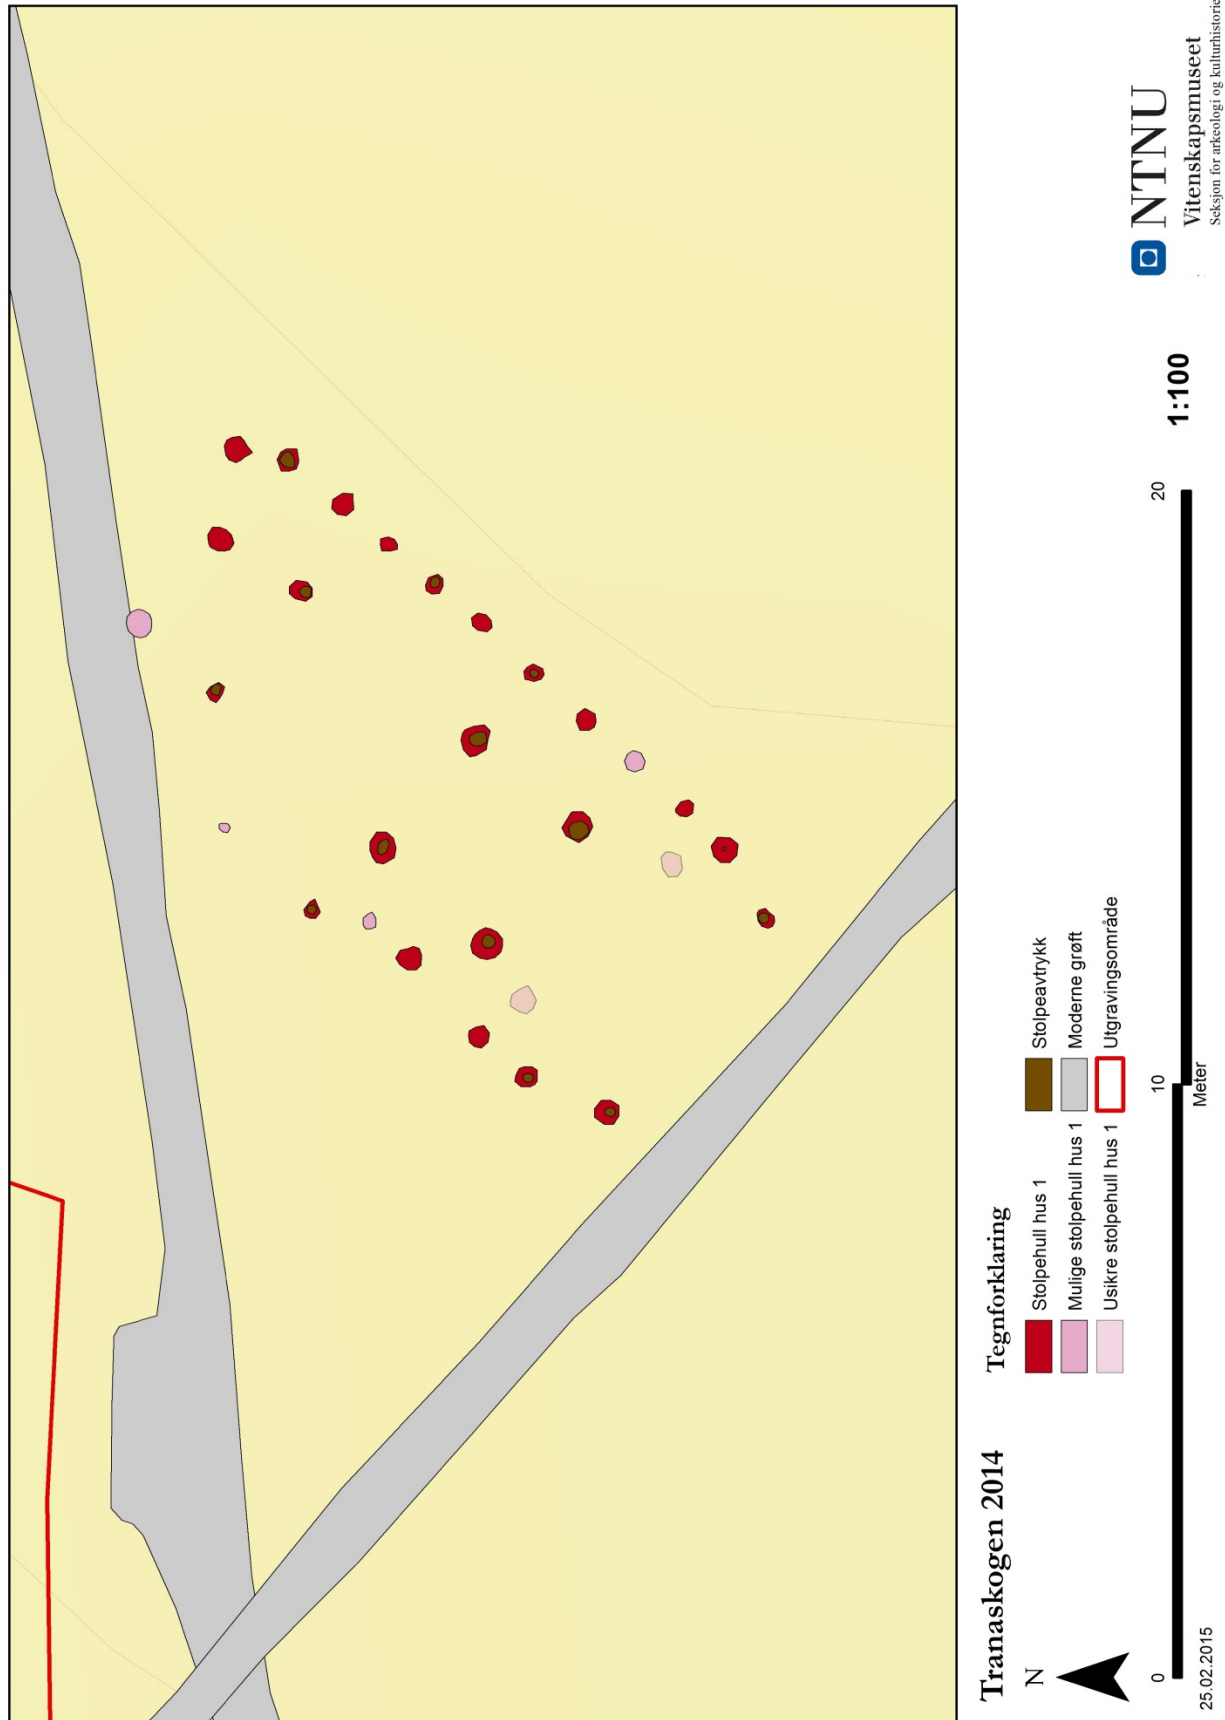 Tranaskogen 2014
N
Tegnforklaring
Stolpehull hus 1
Mulige stolpehull hus 1
Usikre stolpehull hus 1
Stolpeavtrykk
Moderne grøft
Utgravingsområde
0
10
20
Meter
1:100
25.02.2015
NTNU
Vitenskapsmuseet
Seksjon for arkeologi og kulturhistorie